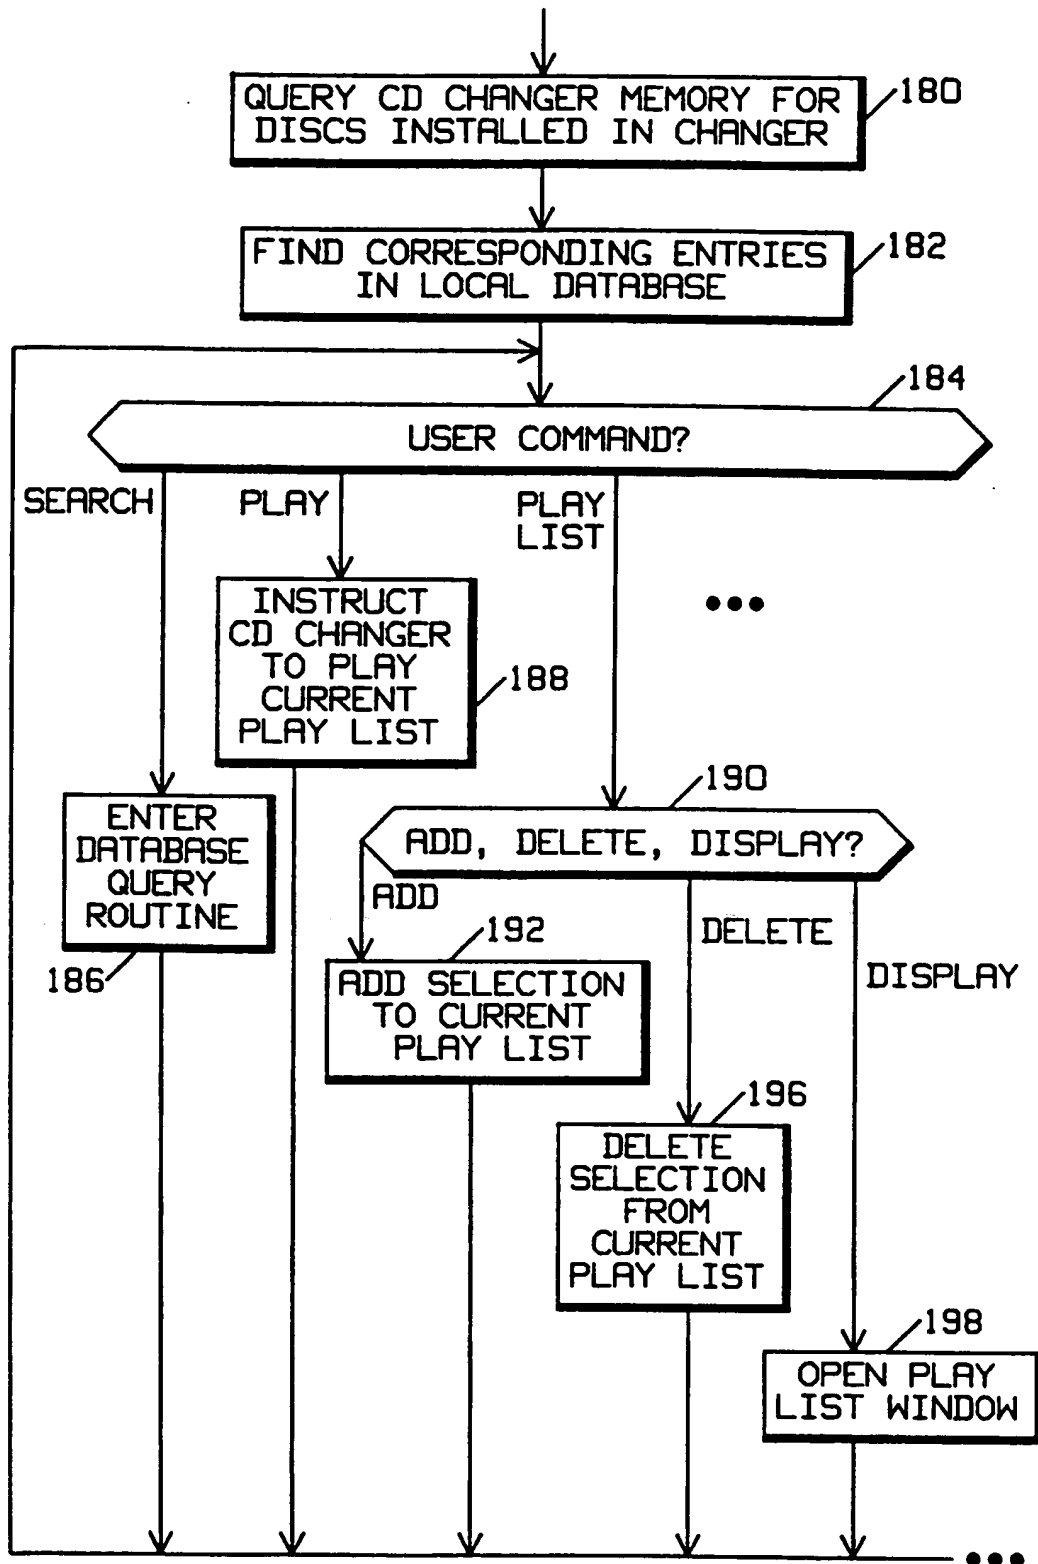 QUERY CD CHANGER MEMORY FOR
DISCS INSTALLED IN CHANGER
180
FIND CORRESPONDING ENTRIES
IN LOCAL DATABASE
182
184
USER COMMAND?
SEARCH
PLAY
PLAY
LIST
INSTRUCT
CD CHANGER
TO PLAY
CURRENT
PLAY LIST
188
190
ENTER
DATABASE
QUERY
ROUTINE
186
ADD, DELETE, DISPLAY?
ADD
DELETE
DISPLAY
192
ADD SELECTION
TO CURRENT
PLAY LIST
196
DELETE
SELECTION
FROM
CURRENT
PLAY LIST
198
OPEN PLAY
LIST WINDOW